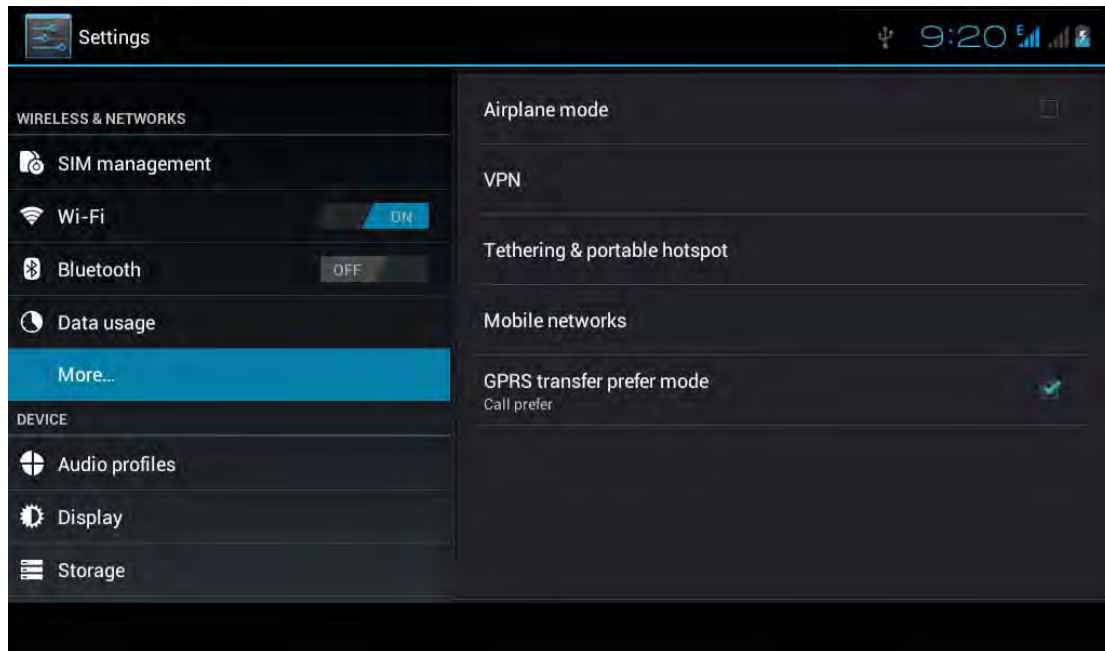 Settings
9:20 E
WIRELESS & NETWORKS
SIM management
Wi-Fi ON
Bluetooth OFF
Data usage
More...
DEVICE
Audio profiles
Display
Storage
Airplane mode
VPN
Tethering & portable hotspot
Mobile networks
GPRS transfer prefer mode
Call prefer